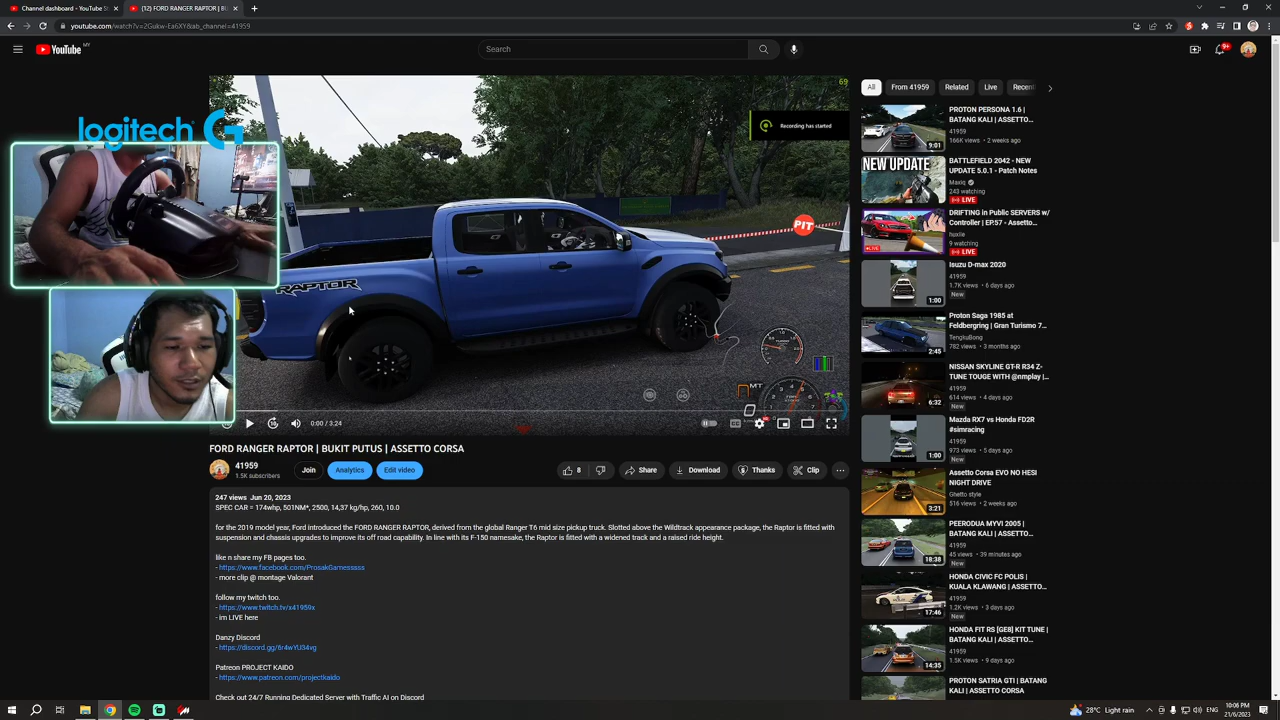 Channel dashboard - YouTube S
(12) FORD RANGER RAPTOR | B
youtube.com/watch?v=2Gukw-Ea6XY&ab_channel=41959
YouTube MY
Search
9+
69
logitech G
Recording has started
PIT
RAPTOR
MT
0:00 / 3:24
FORD RANGER RAPTOR | BUKIT PUTUS | ASSETTO CORSA
41959
1.5K subscribers
Join
Analytics
Edit video
8
Share
Download
Thanks
Clip
247 views Jun 20, 2023
SPEC CAR = 174whp, 501NM*, 2500, 14,37 kg/hp, 260, 10.0
for the 2019 model year, Ford introduced the FORD RANGER RAPTOR, derived from the global Ranger T6 mid size pickup truck. Slotted above the Wildtrack appearance package, the Raptor is fitted with
suspension and chassis upgrades to improve its off road capability. In line with its F-150 namesake, the Raptor is fitted with a widened track and a raised ride height.
like n share my FB pages too.
- https://www.facebook.com/ProsakGamesssss
- more clip @ montage Valorant
follow my twitch too.
- https://www.twitch.tv/x41959x
- im LIVE here
Danzy Discord
- https://discord.gg/6r4wYU34vg
Patreon PROJECT KAIDO
- https://www.patreon.com/projectkaido
Check out 24/7 Running Dedicated Server with Traffic AI on Discord
All
From 41959
Related
Live
Recent
PROTON PERSONA 1.6 |
BATANG KALI | ASSETTO...
41959
166K views • 2 weeks ago
9:01
NEW UPDATE
BATTLEFIELD 2042 - NEW
UPDATE 5.0.1 - Patch Notes
Maxiq
243 watching
LIVE
DRIFTING in Public SERVERS w/
Controller | EP.57 - Assetto...
huxlie
9 watching
LIVE
LIVE
Isuzu D-max 2020
41959
1.7K views • 6 days ago
New
1:00
Proton Saga 1985 at
Feldbergring | Gran Turismo 7...
TengkuBong
782 views • 3 months ago
2:45
NISSAN SKYLINE GT-R R34 Z-
TUNE TOUGE WITH @nmplay |...
41959
614 views • 4 days ago
New
6:32
Mazda RX7 vs Honda FD2R
#simracing
41959
973 views • 5 days ago
New
1:00
Assetto Corsa EVO NO HESI
NIGHT DRIVE
Ghetto style
516 views • 2 weeks ago
3:21
PEERODUA MYVI 2005 |
BATANG KALI | ASSETTO...
41959
45 views • 39 minutes ago
New
18:38
HONDA CIVIC FC POLIS |
KUALA KLAWANG | ASSETTO...
41959
1.2K views • 3 days ago
New
17:46
HONDA FIT RS [GE8] KIT TUNE |
BATANG KALI | ASSETTO...
41959
1.5K views • 9 days ago
14:35
PROTON SATRIA GTI | BATANG
KALI | ASSETTO CORSA
28°C Light rain
ENG
10:06 PM
21/6/2023